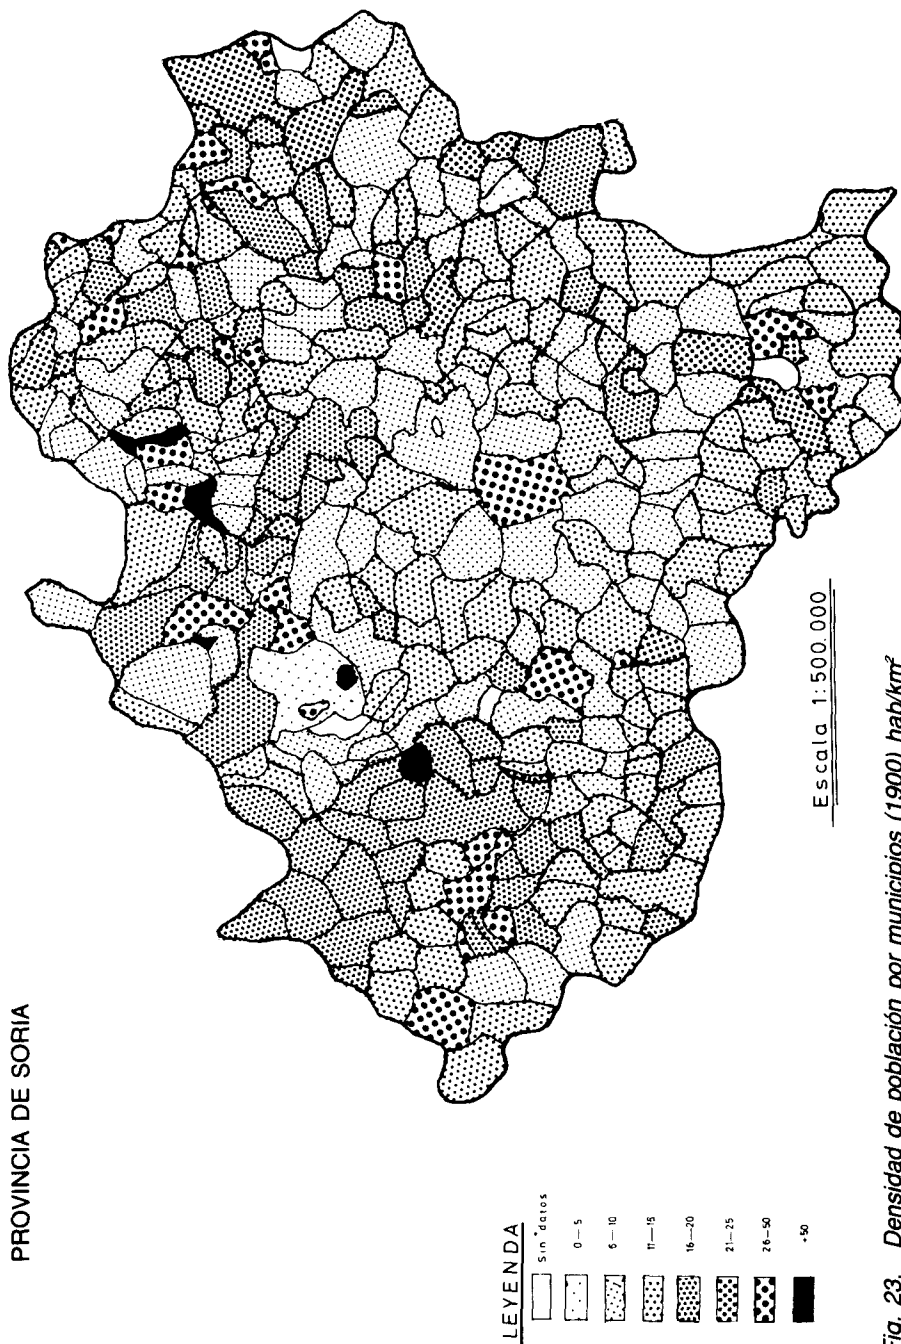 PROVINCIA DE SORIA
LEYENDA
Sin datos
0—5
6—10
11—15
16—20
21—25
26—50
+50
Escala 1:500.000
Fig. 23. Densidad de población por municipios (1900) hab/km²